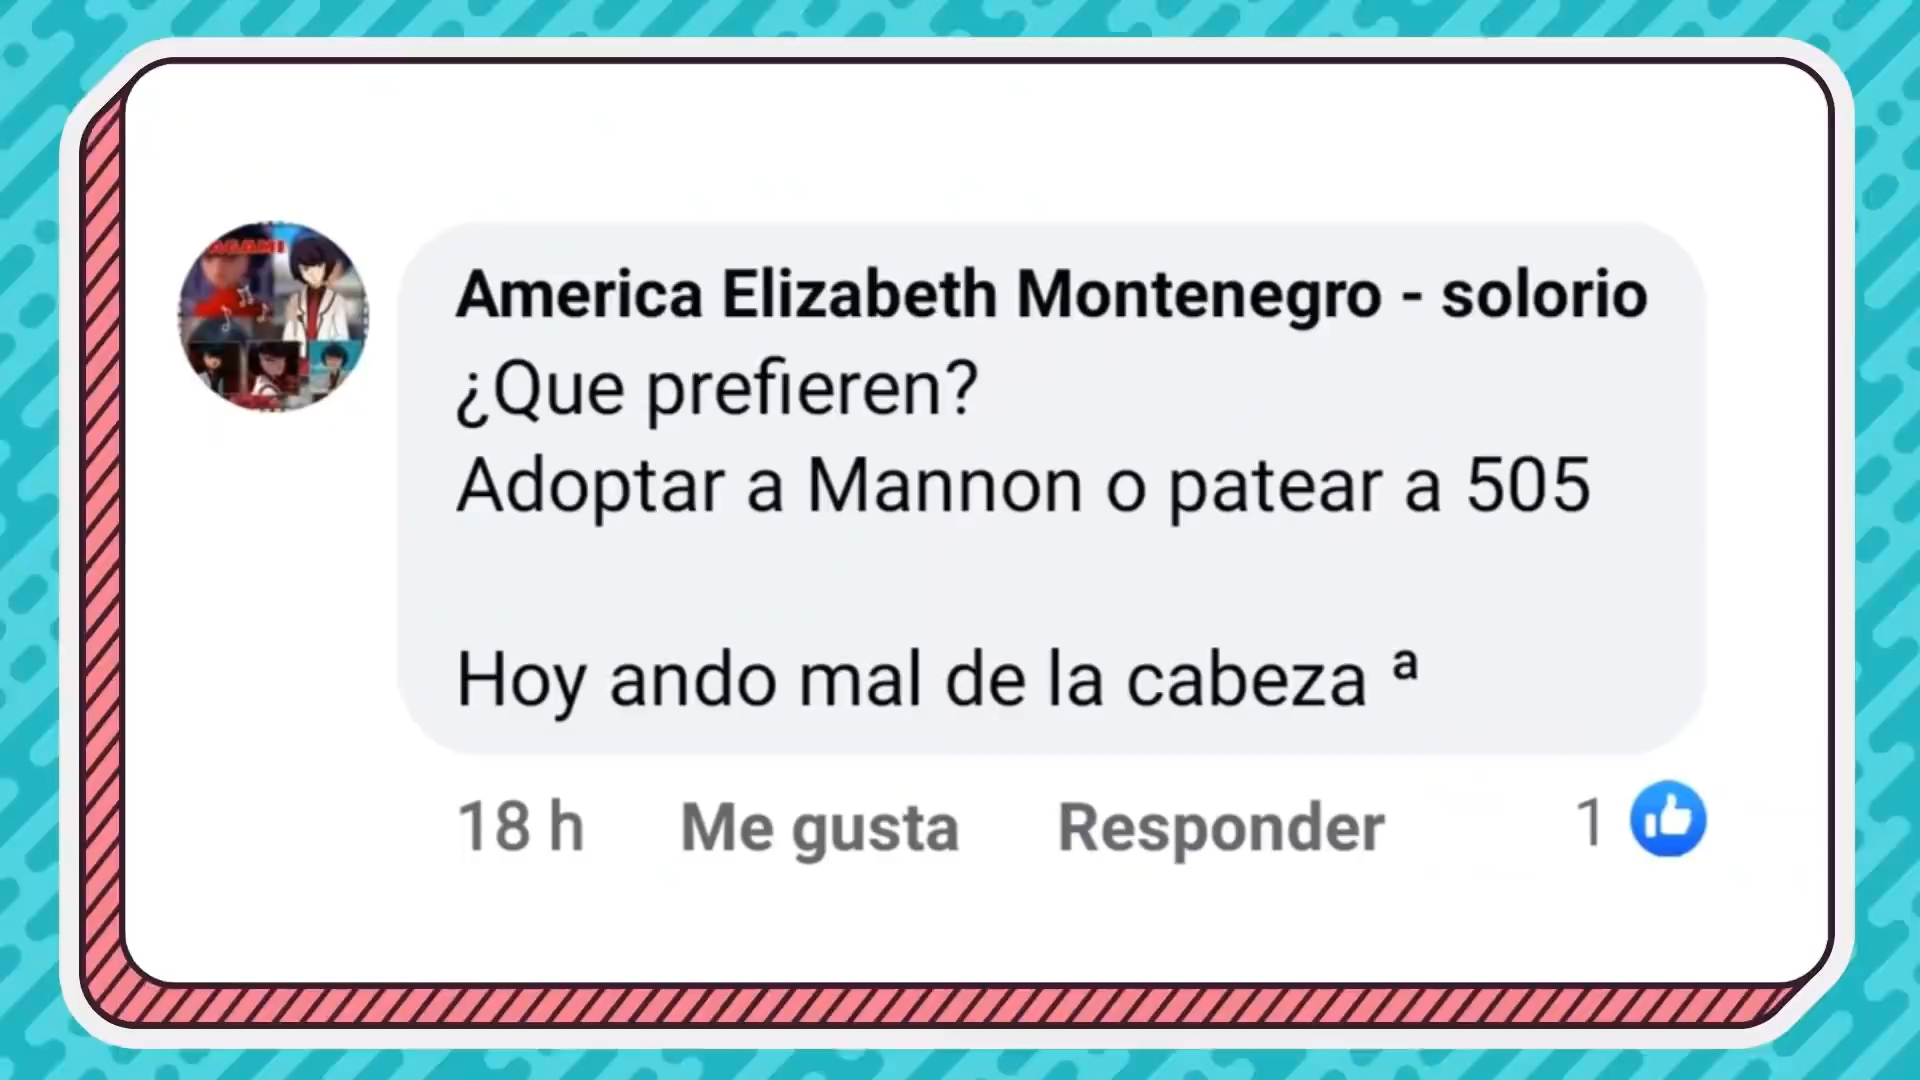 America Elizabeth Montenegro - solorio
¿Que prefieren?
Adoptar a Mannon o patear a 505
Hoy ando mal de la cabeza ª
18 h Me gusta Responder 1